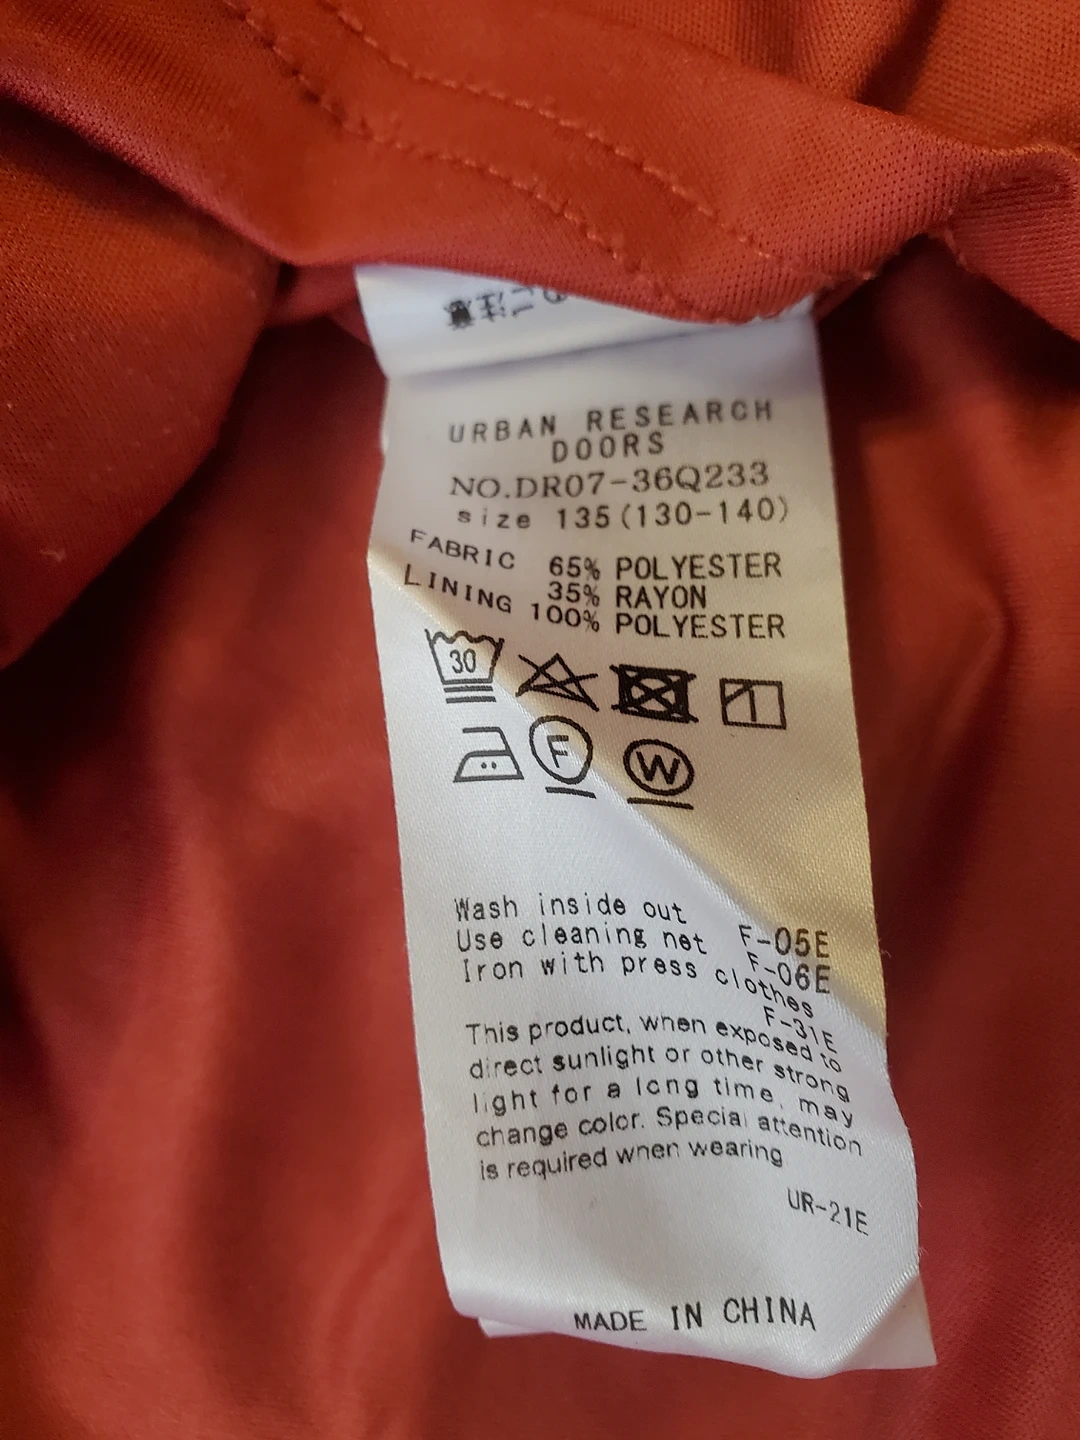 URBAN RESEARCH
DOORS
NO.DR07-36Q233
size 135(130-140)
FABRIC 65% POLYESTER
35% RAYON
LINING 100% POLYESTER
30
F W
Wash inside out
F-05E
Use cleaning net
F-06E
Iron with press clothes
F-31E
This product, when exposed to
direct sunlight or other strong
light for a long time, may
change color. Special attention
is required when wearing
UR-21E
MADE IN CHINA